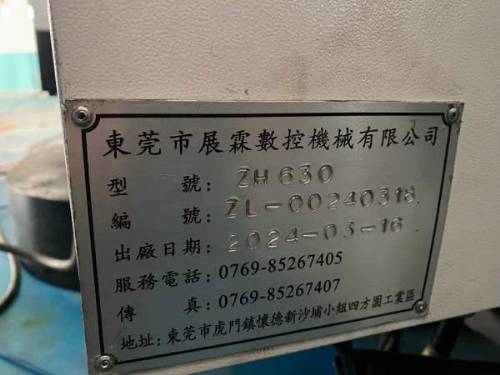 東莞市展霖數控機械有限公司
型號: ZH630
編號: ZL-00240318
出廠日期: 2024-03-16
服務電話: 0769-85267405
傳真: 0769-85267407
地址: 東莞市虎門鎮懷德新沙埔小組四方園工業區